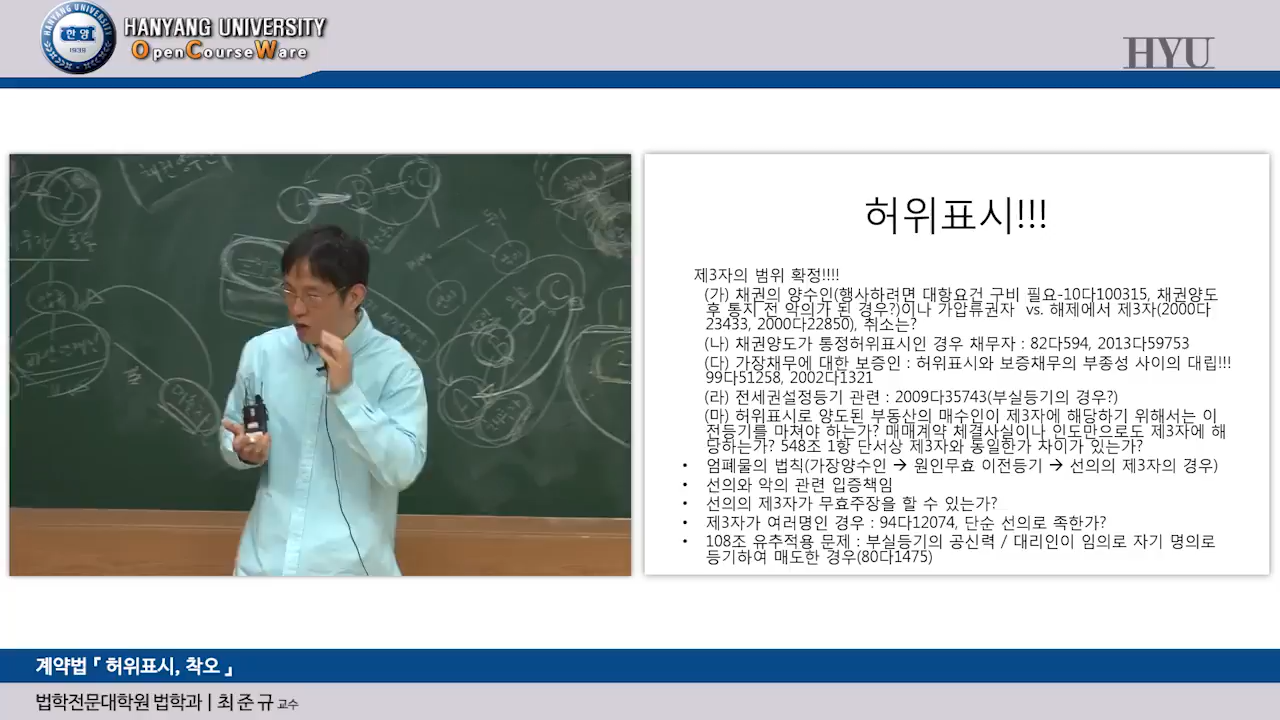 HANYANG UNIVERSITY
한양
1939
HANYANG UNIVERSITY
OpenCourseWare
HYU
채권양수인
A
B
C
허위표시!!!
제3자의 범위 확정!!!!
(가) 채권의 양수인(행사하려면 대항요건 구비 필요-10다100315, 채권양도
후 통지 전 악의가 된 경우?)이나 가압류권자 vs. 해제에서 제3자(2000다
23433, 2000다22850), 취소는?
(나) 채권양도가 통정허위표시인 경우 채무자 : 82다594, 2013다59753
(다) 가장채무에 대한 보증인 : 허위표시와 보증채무의 부종성 사이의 대립!!!
99다51258, 2002다1321
(라) 전세권설정등기 관련 : 2009다35743(부실등기의 경우?)
(마) 허위표시로 양도된 부동산의 매수인이 제3자에 해당하기 위해서는 이
전등기를 마쳐야 하는가? 매매계약 체결사실이나 인도만으로도 제3자에 해
당하는가? 548조 1항 단서상 제3자와 동일한가 차이가 있는가?
• 엄폐물의 법칙(가장양수인 → 원인무효 이전등기 → 선의의 제3자의 경우)
• 선의와 악의 관련 입증책임
• 선의의 제3자가 무효주장을 할 수 있는가?
• 제3자가 여러명인 경우 : 94다12074, 단순 선의로 족한가?
• 108조 유추적용 문제 : 부실등기의 공신력 / 대리인이 임의로 자기 명의로
등기하여 매도한 경우(80다1475)
계약법 「 허위표시, 착오 」
법학전문대학원 법학과 | 최 준 규 교수